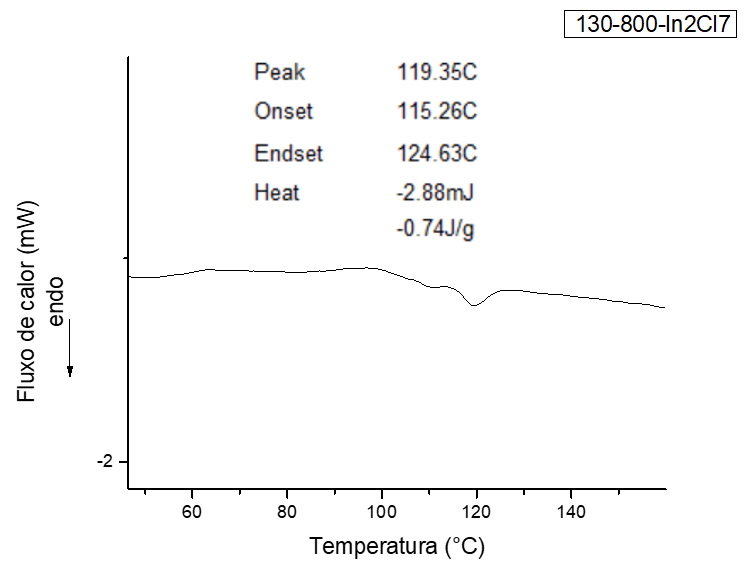 130-800-In2Cl7
Peak 119.35C
Onset 115.26C
Endset 124.63C
Heat -2.88mJ
-0.74J/g
Fluxo de calor (mW)
endo
-2
60 80 100 120 140
Temperatura (°C)